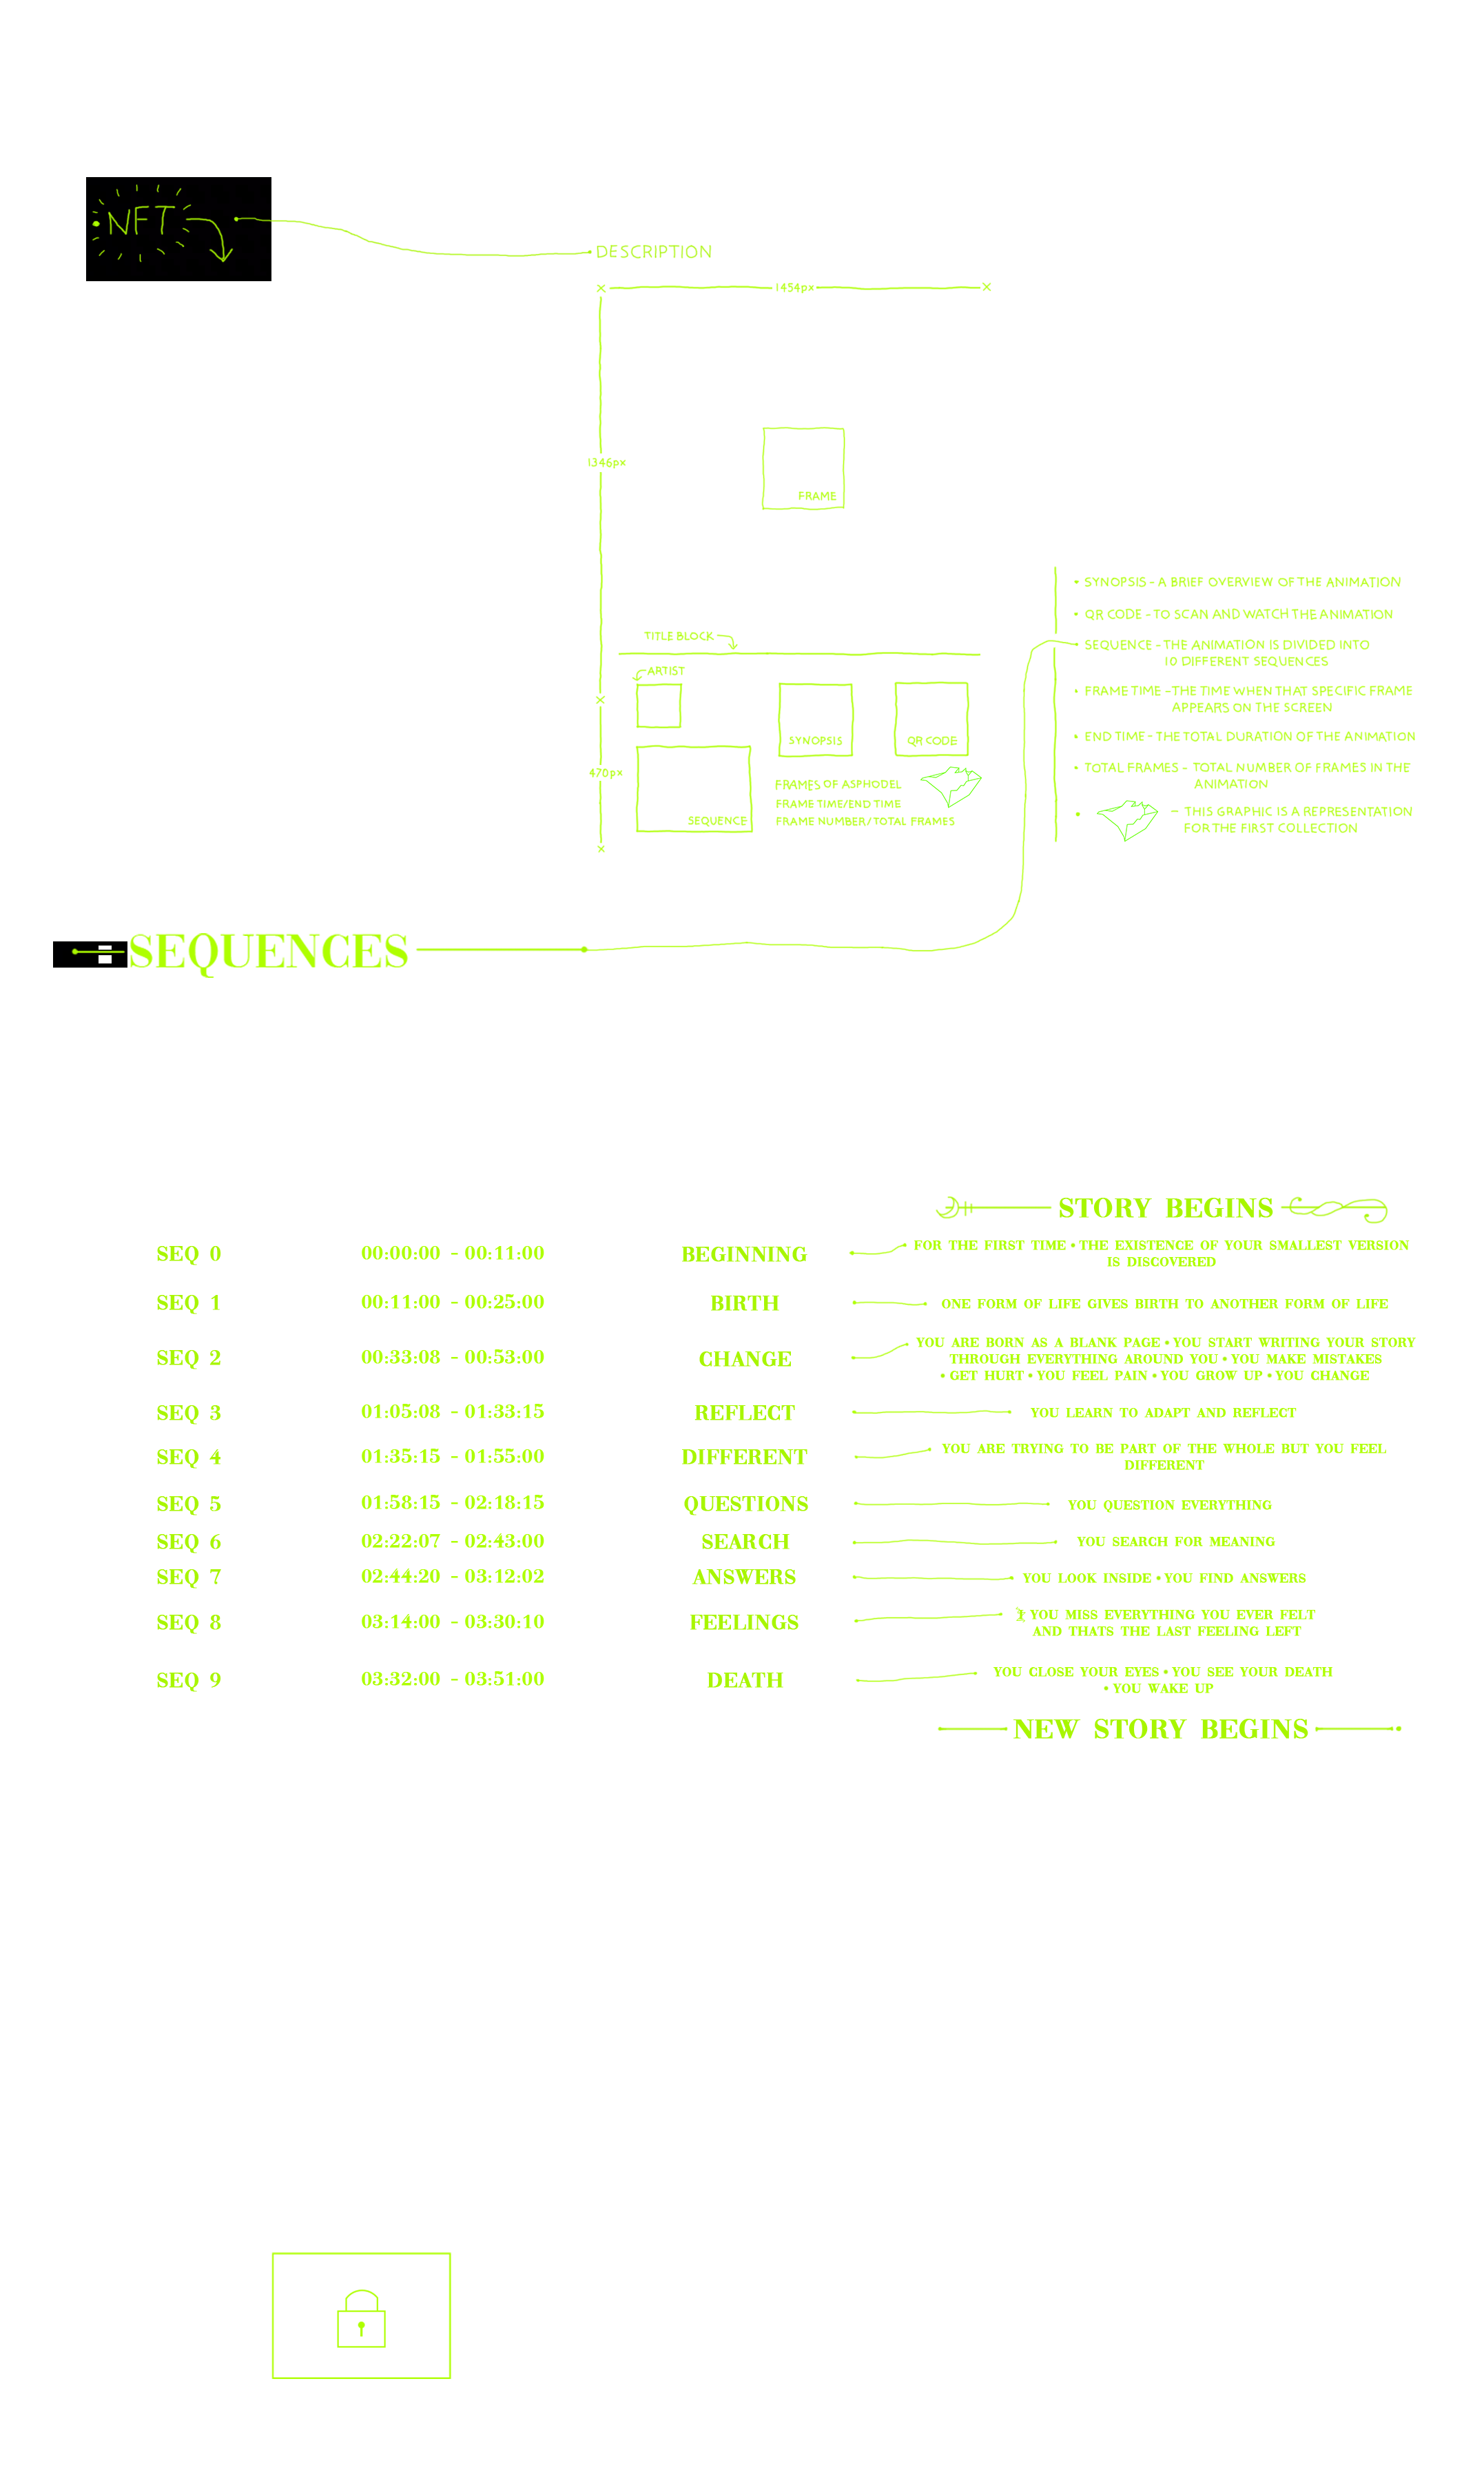 NFT
DESCRIPTION
1454px
1346px
FRAME
TITLE BLOCK
ARTIST
SYNOPSIS
QR CODE
470px
SEQUENCE
FRAMES OF ASPHODEL
FRAME TIME/END TIME
FRAME NUMBER/TOTAL FRAMES
• SYNOPSIS - A BRIEF OVERVIEW OF THE ANIMATION
• QR CODE - TO SCAN AND WATCH THE ANIMATION
SEQUENCE - THE ANIMATION IS DIVIDED INTO
10 DIFFERENT SEQUENCES
• FRAME TIME - THE TIME WHEN THAT SPECIFIC FRAME
APPEARS ON THE SCREEN
• END TIME - THE TOTAL DURATION OF THE ANIMATION
• TOTAL FRAMES - TOTAL NUMBER OF FRAMES IN THE
ANIMATION
• - THIS GRAPHIC IS A REPRESENTATION
FOR THE FIRST COLLECTION
SEQUENCES
STORY BEGINS
SEQ 0 00:00:00 - 00:11:00 BEGINNING FOR THE FIRST TIME • THE EXISTENCE OF YOUR SMALLEST VERSION
IS DISCOVERED
SEQ 1 00:11:00 - 00:25:00 BIRTH ONE FORM OF LIFE GIVES BIRTH TO ANOTHER FORM OF LIFE
SEQ 2 00:33:08 - 00:53:00 CHANGE YOU ARE BORN AS A BLANK PAGE • YOU START WRITING YOUR STORY
THROUGH EVERYTHING AROUND YOU • YOU MAKE MISTAKES
• GET HURT • YOU FEEL PAIN • YOU GROW UP • YOU CHANGE
SEQ 3 01:05:08 - 01:33:15 REFLECT YOU LEARN TO ADAPT AND REFLECT
SEQ 4 01:35:15 - 01:55:00 DIFFERENT YOU ARE TRYING TO BE PART OF THE WHOLE BUT YOU FEEL
DIFFERENT
SEQ 5 01:58:15 - 02:18:15 QUESTIONS YOU QUESTION EVERYTHING
SEQ 6 02:22:07 - 02:43:00 SEARCH YOU SEARCH FOR MEANING
SEQ 7 02:44:20 - 03:12:02 ANSWERS YOU LOOK INSIDE • YOU FIND ANSWERS
SEQ 8 03:14:00 - 03:30:10 FEELINGS YOU MISS EVERYTHING YOU EVER FELT
AND THATS THE LAST FEELING LEFT
SEQ 9 03:32:00 - 03:51:00 DEATH YOU CLOSE YOUR EYES • YOU SEE YOUR DEATH
• YOU WAKE UP
NEW STORY BEGINS